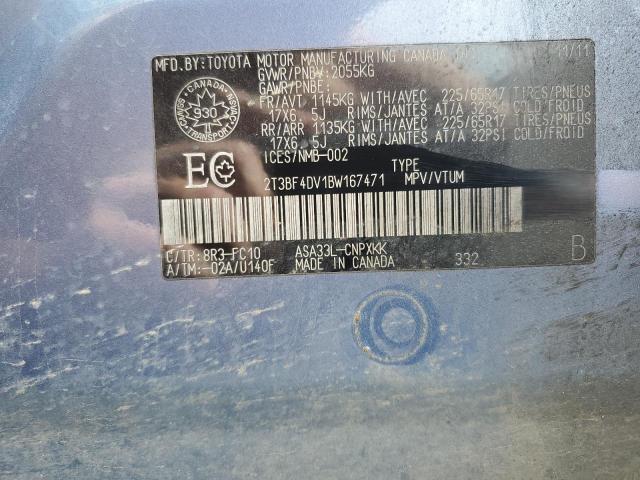 MFD.BY:TOYOTA MOTOR MANUFACTURING CANADA 11/11
GVWR/PNBV:2055KG
GAWR/PNBE:
FR/AVT 1145KG WITH/AVEC 225/65R17 TIRES/PNEUS
17X6. 5J RIMS/JANTES AT/A 32PSI COLD/FROID
RR/ARR 1135KG WITH/AVEC 225/65R17 TIRES/PNEUS
17X6. 5J RIMS/JANTES AT/A 32PSI COLD/FROID
ICES/NMB-002
CANADA
930
TRANSPORT
EC
TYPE
2T3BF4DV1BW167471 MPV/VTUM
C/TR: 8R3-FC10 ASA33L-CNPXKK 332 B
A/TM:-02A/U140F MADE IN CANADA